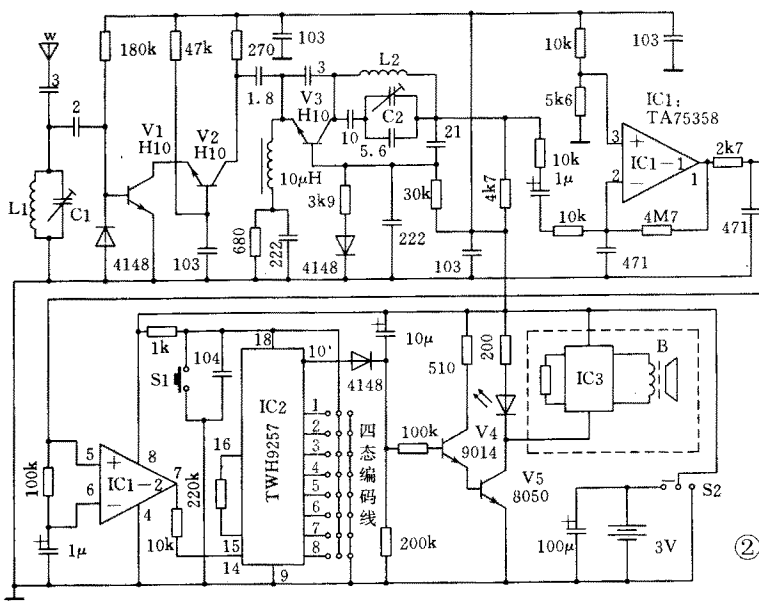 w
3
2
180k
47k
270
103
1.8
3
L2
V1
H10
V2
H10
V3
H10
10
C2
5.6
21
10k
5k6
103
IC1:
TA75358
3
+
2
−
IC1-1
1
2k7
L1
C1
4148
103
10μH
680
222
3k9
4148
222
30k
103
4k7
10k
+
1μ
10k
4M7
471
471
1k
S1
104
18
10'
4148
+
10μ
510
200
IC3
B
IC2
TWH9257
1
2
3
4
5
6
7
8
四态编码线
16
220k
15
14
9
100k
5
+
6
−
IC1-2
8
7
4
10k
+
1μ
100k
V4
9014
V5
8050
200k
+
100μ
3V
S2
②